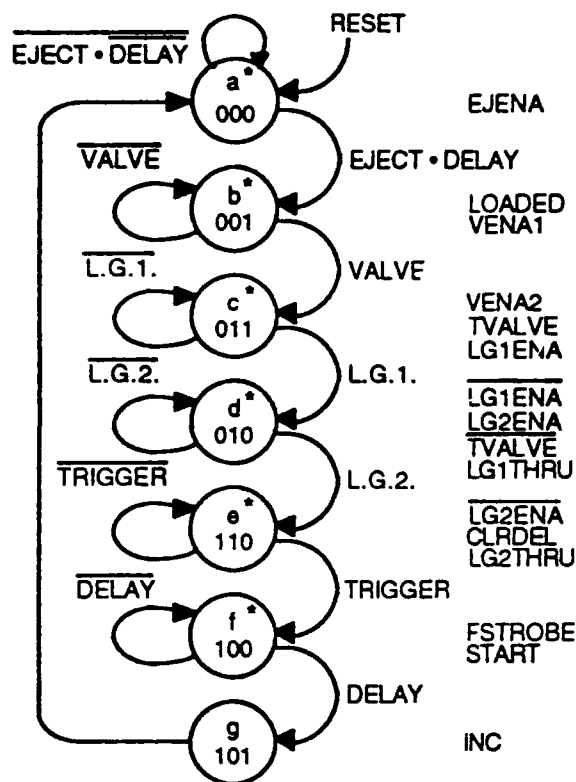 RESET
EJECT • DELAY
a*
000
EJENA
EJECT • DELAY
VALVE
b*
001
LOADED
VENA1
VALVE
L.G.1.
c*
011
VENA2
TVALVE
LG1ENA
L.G.1.
L.G.2.
d*
010
LG1ENA
LG2ENA
TVALVE
LG1THRU
L.G.2.
TRIGGER
e*
110
LG2ENA
CLRDEL
LG2THRU
TRIGGER
DELAY
f*
100
FSTROBE
START
DELAY
g
101
INC